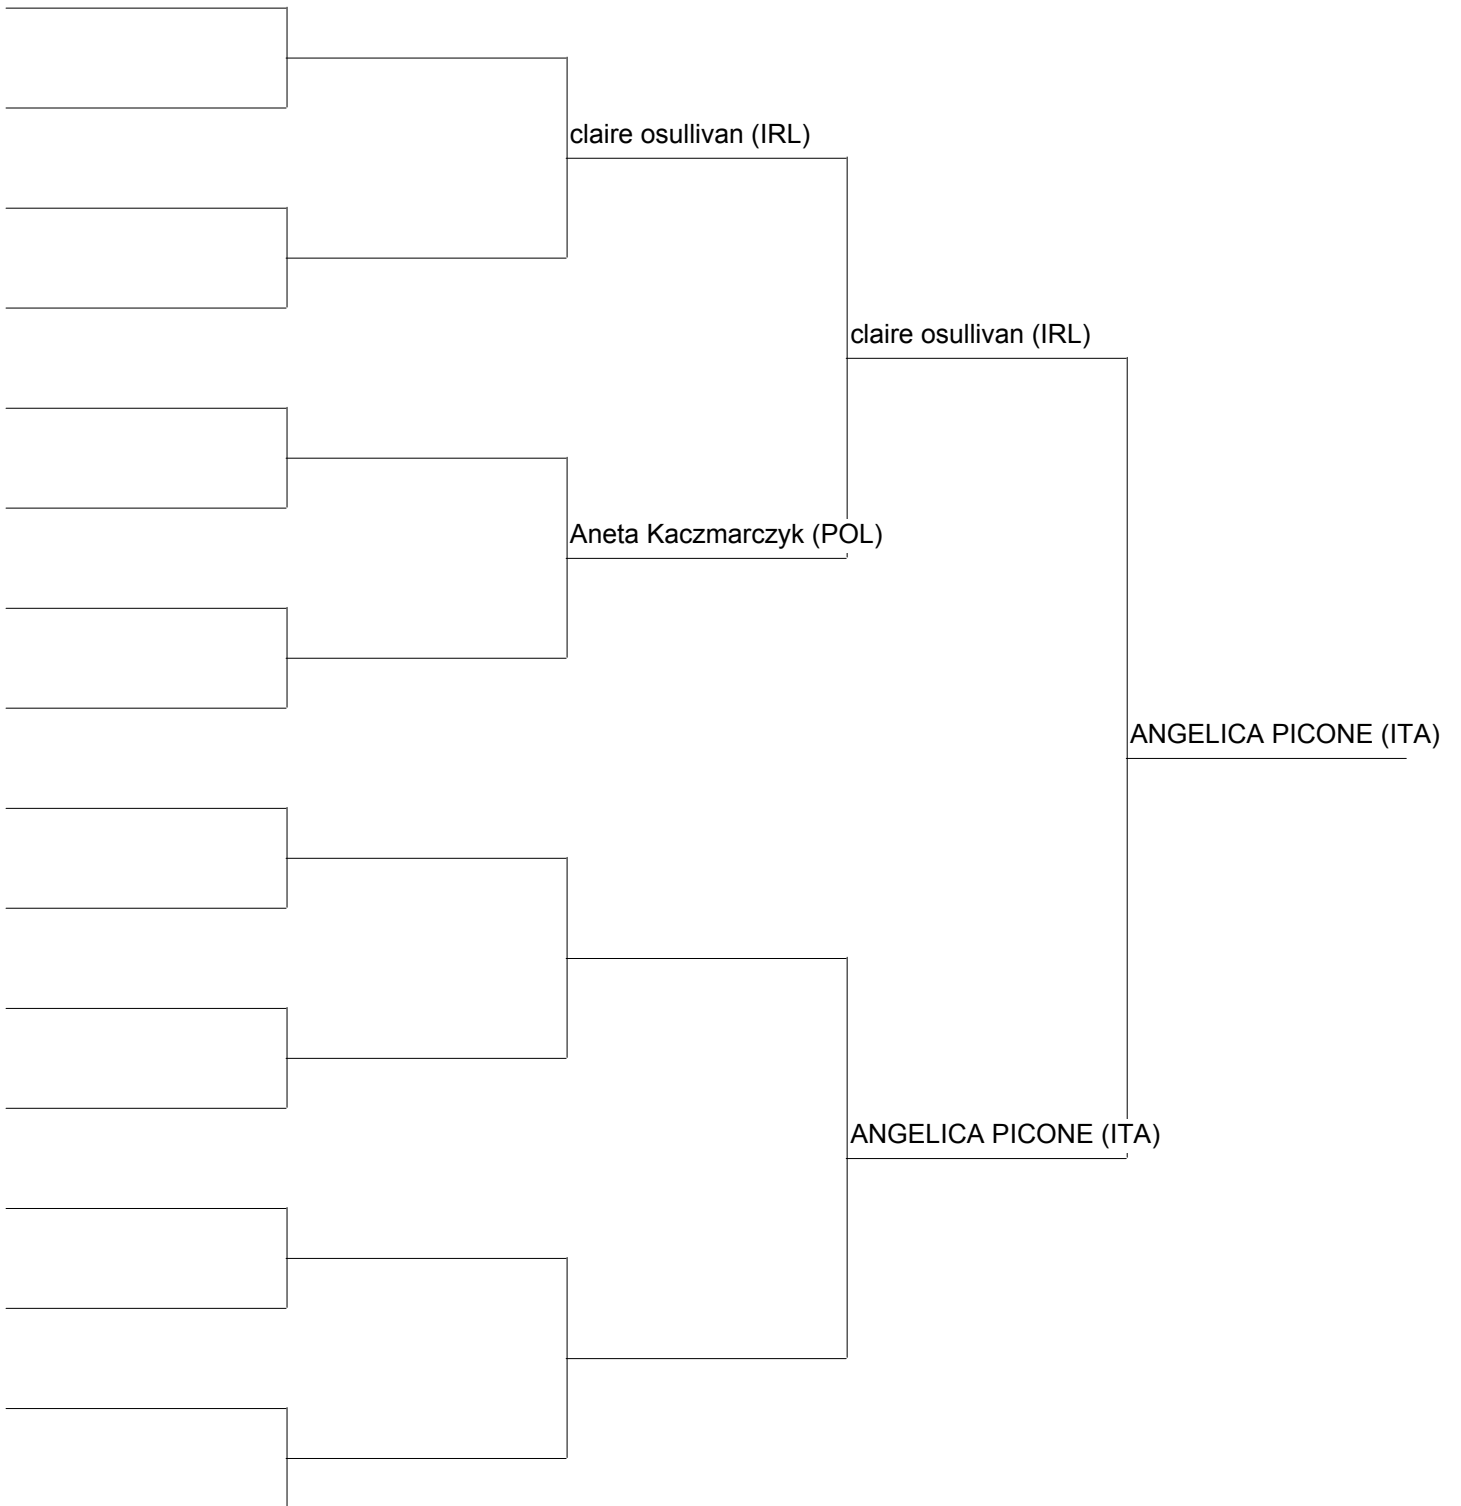 claire osullivan (IRL)
claire osullivan (IRL)
Aneta Kaczmarczyk (POL)
ANGELICA PICONE (ITA)
ANGELICA PICONE (ITA)